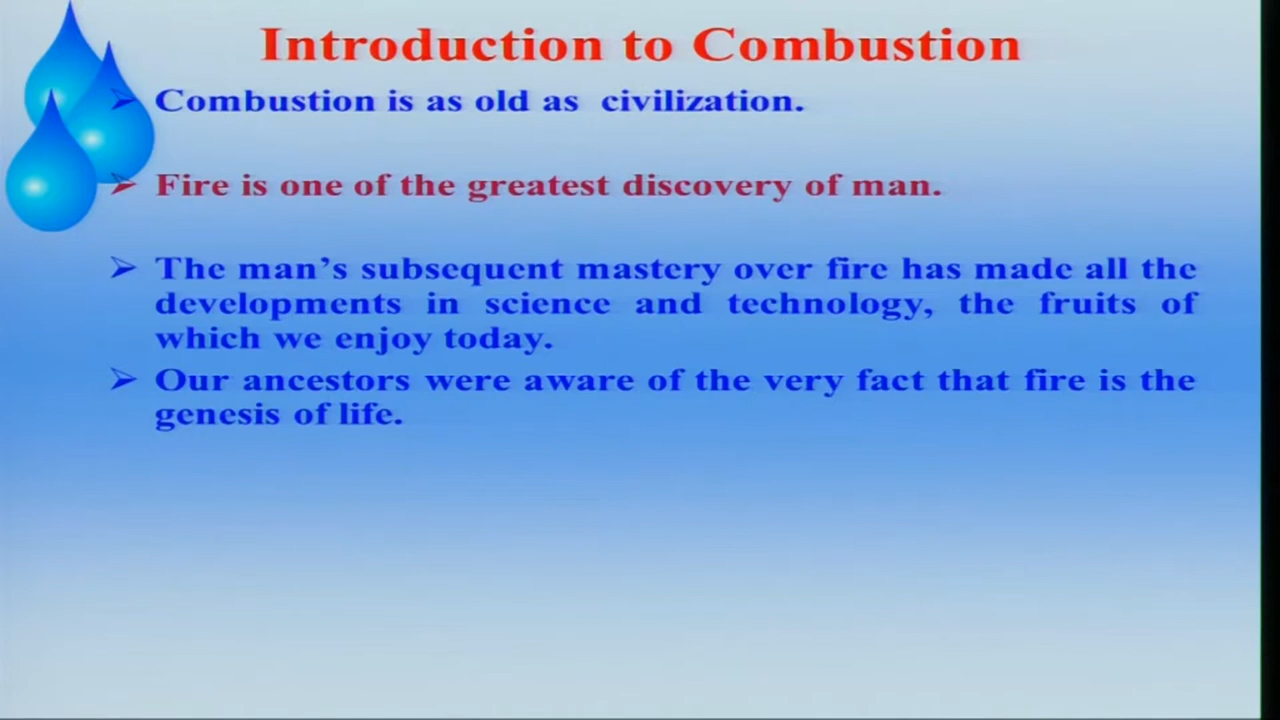 Introduction to Combustion
Combustion is as old as civilization.
Fire is one of the greatest discovery of man.
The man's subsequent mastery over fire has made all the
developments in science and technology, the fruits of
which we enjoy today.
Our ancestors were aware of the very fact that fire is the
genesis of life.